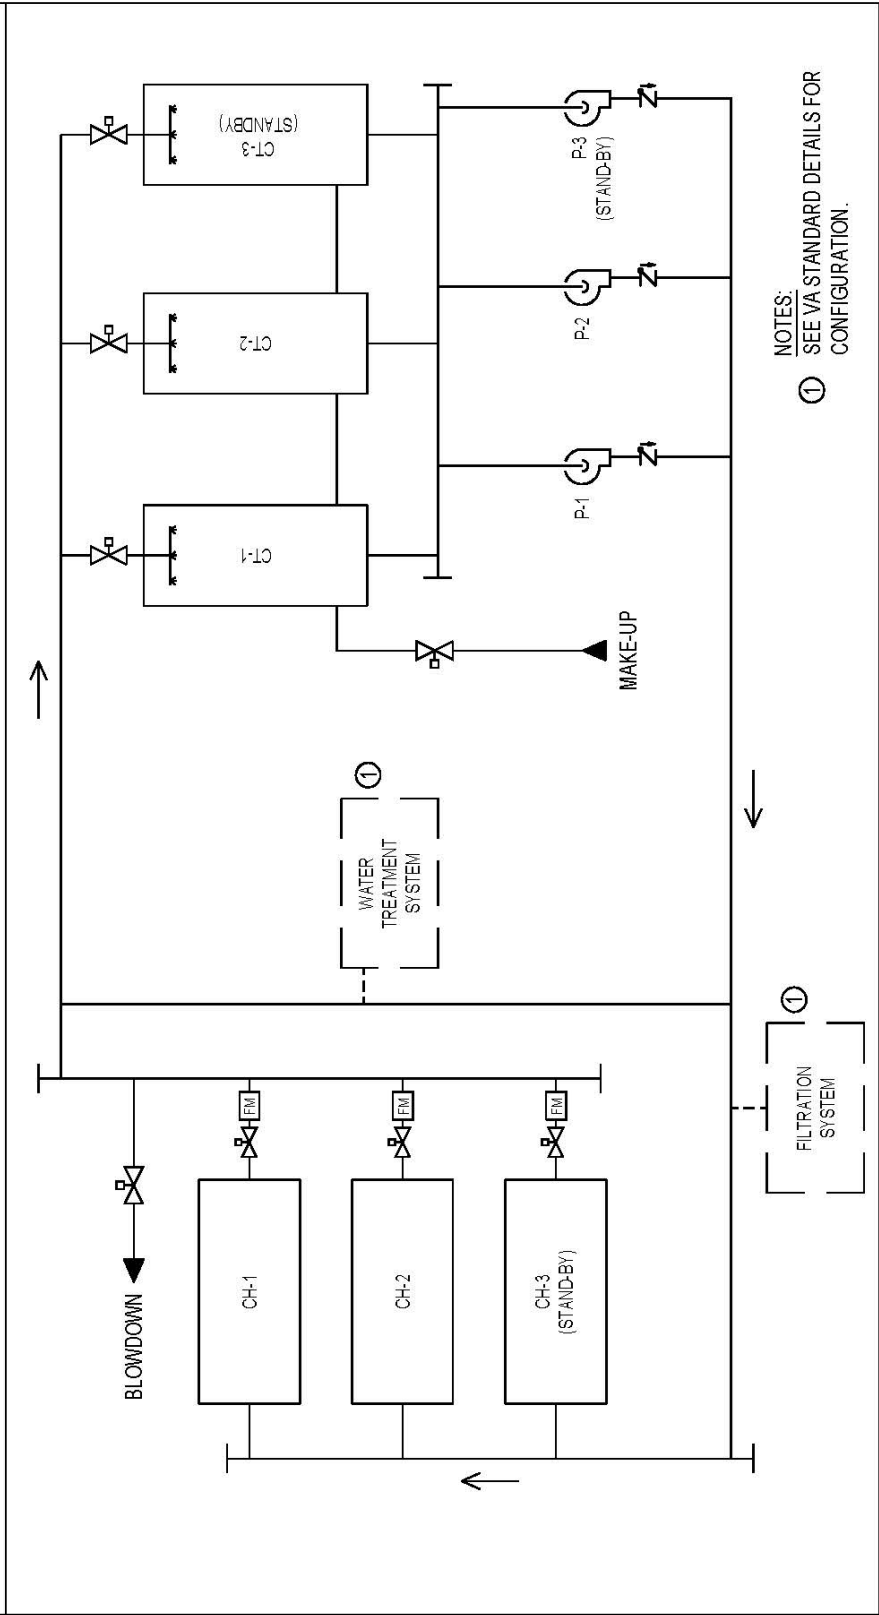 BLOWDOWN
CH-1
FM
CH-2
FM
CH-3
(STAND-BY)
FM
WATER
TREATMENT
SYSTEM
1
FILTRATION
SYSTEM
1
MAKE-UP
CT-1
CT-2
CT-3
(STANDBY)
P-1
P-2
P-3
(STAND-BY)
NOTES:
1 SEE VA STANDARD DETAILS FOR
CONFIGURATION.